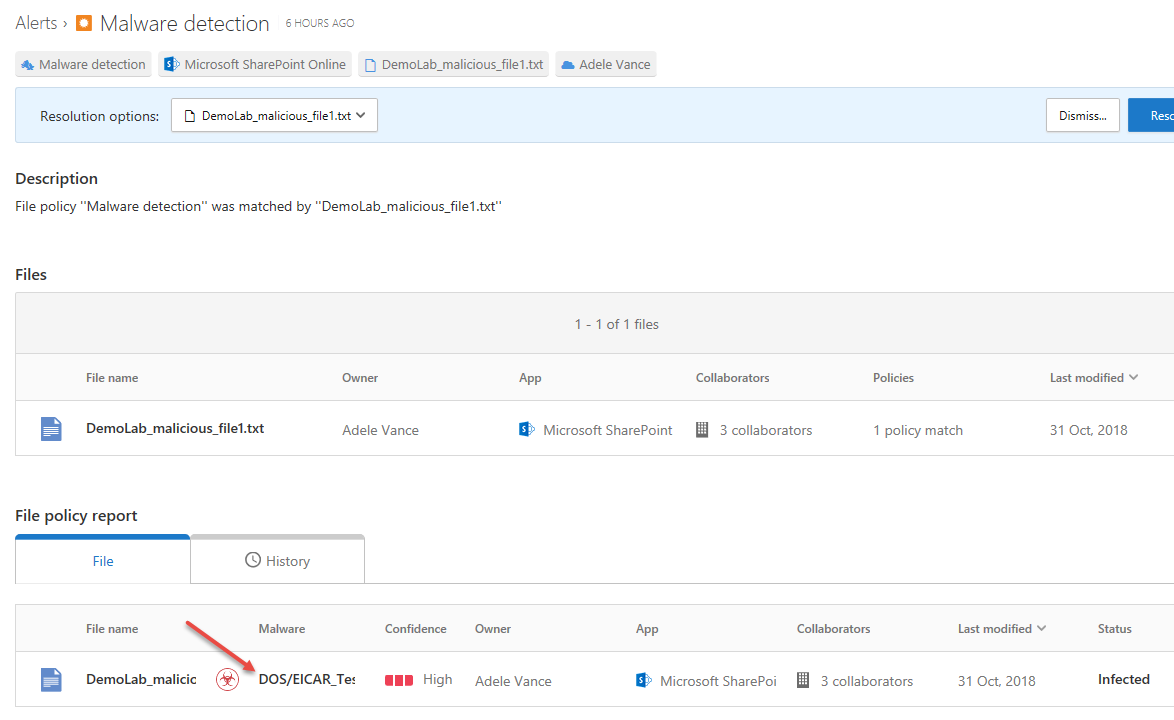 Alerts › Malware detection 6 HOURS AGO
Malware detection Microsoft SharePoint Online DemoLab_malicious_file1.txt Adele Vance
Resolution options: DemoLab_malicious_file1.txt Dismiss... Reso
Description
File policy "Malware detection" was matched by "DemoLab_malicious_file1.txt"
Files
1 - 1 of 1 files
File name Owner App Collaborators Policies Last modified
DemoLab_malicious_file1.txt Adele Vance Microsoft SharePoint 3 collaborators 1 policy match 31 Oct, 2018
File policy report
File History
File name Malware Confidence Owner App Collaborators Last modified Status
DemoLab_malicic DOS/EICAR_Tes High Adele Vance Microsoft SharePoi 3 collaborators 31 Oct, 2018 Infected